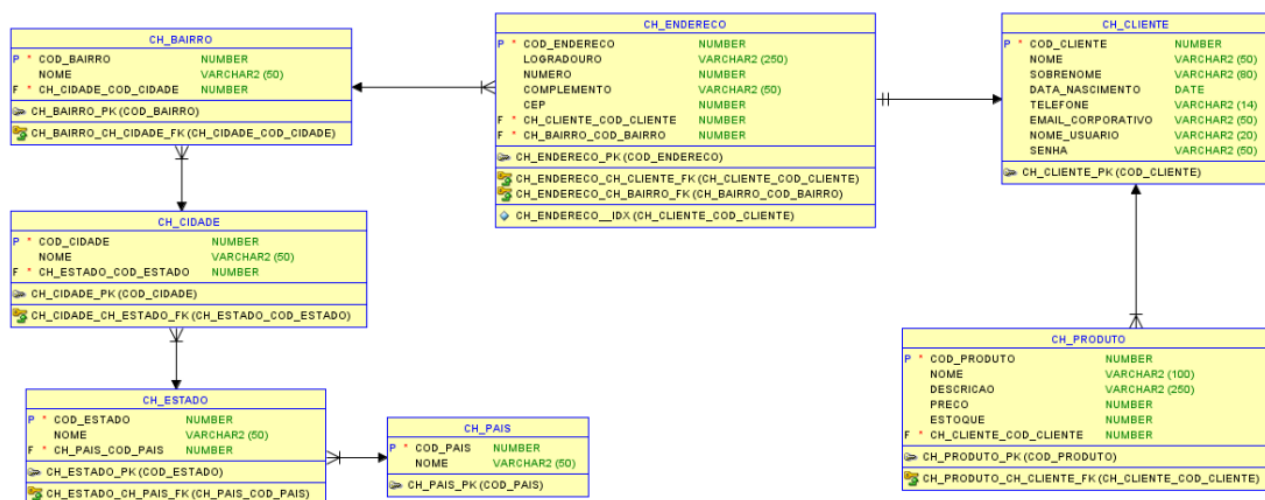 CH_BAIRRO
P * COD_BAIRRO NUMBER
NOME VARCHAR2 (50)
F * CH_CIDADE_COD_CIDADE NUMBER
CH_BAIRRO_PK (COD_BAIRRO)
CH_BAIRRO_CH_CIDADE_FK (CH_CIDADE_COD_CIDADE)
CH_ENDERECO
P * COD_ENDERECO NUMBER
LOGRADOURO VARCHAR2 (250)
NUMERO NUMBER
COMPLEMENTO VARCHAR2 (50)
CEP NUMBER
F * CH_CLIENTE_COD_CLIENTE NUMBER
F * CH_BAIRRO_COD_BAIRRO NUMBER
CH_ENDERECO_PK (COD_ENDERECO)
CH_ENDERECO_CH_CLIENTE_FK (CH_CLIENTE_COD_CLIENTE)
CH_ENDERECO_CH_BAIRRO_FK (CH_BAIRRO_COD_BAIRRO)
CH_ENDERECO__IDX (CH_CLIENTE_COD_CLIENTE)
CH_CLIENTE
P * COD_CLIENTE NUMBER
NOME VARCHAR2 (50)
SOBRENOME VARCHAR2 (80)
DATA_NASCIMENTO DATE
TELEFONE VARCHAR2 (14)
EMAIL_CORPORATIVO VARCHAR2 (50)
NOME_USUARIO VARCHAR2 (20)
SENHA VARCHAR2 (50)
CH_CLIENTE_PK (COD_CLIENTE)
CH_CIDADE
P * COD_CIDADE NUMBER
NOME VARCHAR2 (50)
F * CH_ESTADO_COD_ESTADO NUMBER
CH_CIDADE_PK (COD_CIDADE)
CH_CIDADE_CH_ESTADO_FK (CH_ESTADO_COD_ESTADO)
CH_ESTADO
P * COD_ESTADO NUMBER
NOME VARCHAR2 (50)
F * CH_PAIS_COD_PAIS NUMBER
CH_ESTADO_PK (COD_ESTADO)
CH_ESTADO_CH_PAIS_FK (CH_PAIS_COD_PAIS)
CH_PAIS
P * COD_PAIS NUMBER
NOME VARCHAR2 (50)
CH_PAIS_PK (COD_PAIS)
CH_PRODUTO
P * COD_PRODUTO NUMBER
NOME VARCHAR2 (100)
DESCRICAO VARCHAR2 (250)
PRECO NUMBER
ESTOQUE NUMBER
F * CH_CLIENTE_COD_CLIENTE NUMBER
CH_PRODUTO_PK (COD_PRODUTO)
CH_PRODUTO_CH_CLIENTE_FK (CH_CLIENTE_COD_CLIENTE)